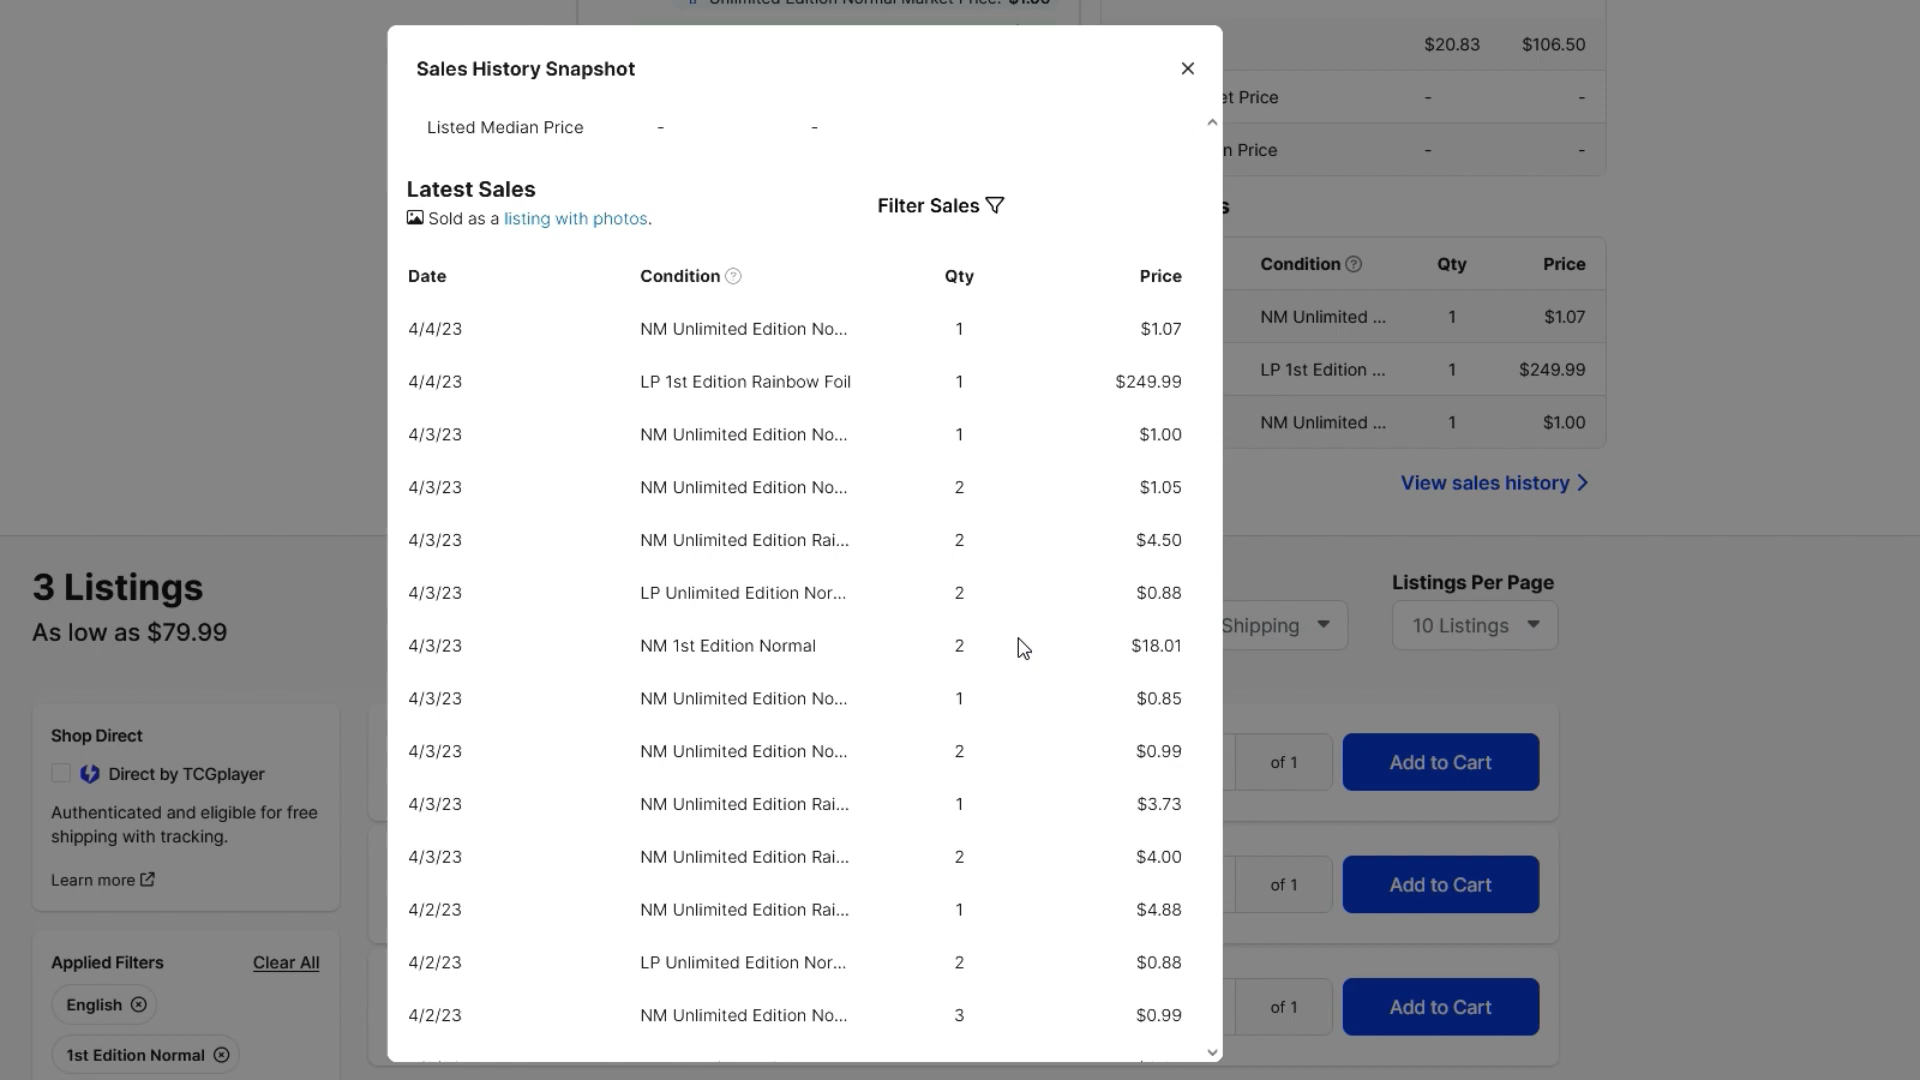 Unlimited Edition Normal Market Price: $1.00
$20.83 $106.50
Sales History Snapshot
et Price - -
Listed Median Price - -
n Price - -
Latest Sales
Filter Sales
s
Sold as a listing with photos.
Date Condition Qty Price
Condition Qty Price
4/4/23 NM Unlimited Edition No... 1 $1.07
NM Unlimited ... 1 $1.07
4/4/23 LP 1st Edition Rainbow Foil 1 $249.99
LP 1st Edition ... 1 $249.99
4/3/23 NM Unlimited Edition No... 1 $1.00
NM Unlimited ... 1 $1.00
4/3/23 NM Unlimited Edition No... 2 $1.05
View sales history
4/3/23 NM Unlimited Edition Rai... 2 $4.50
4/3/23 LP Unlimited Edition Nor... 2 $0.88
4/3/23 NM 1st Edition Normal 2 $18.01
4/3/23 NM Unlimited Edition No... 1 $0.85
4/3/23 NM Unlimited Edition No... 2 $0.99
4/3/23 NM Unlimited Edition Rai... 1 $3.73
4/3/23 NM Unlimited Edition Rai... 2 $4.00
4/2/23 NM Unlimited Edition Rai... 1 $4.88
4/2/23 LP Unlimited Edition Nor... 2 $0.88
4/2/23 NM Unlimited Edition No... 3 $0.99
3 Listings
As low as $79.99
Listings Per Page
Shipping
10 Listings
Shop Direct
Direct by TCGplayer
Authenticated and eligible for free
shipping with tracking.
Learn more
Applied Filters Clear All
English
1st Edition Normal
of 1 Add to Cart
of 1 Add to Cart
of 1 Add to Cart